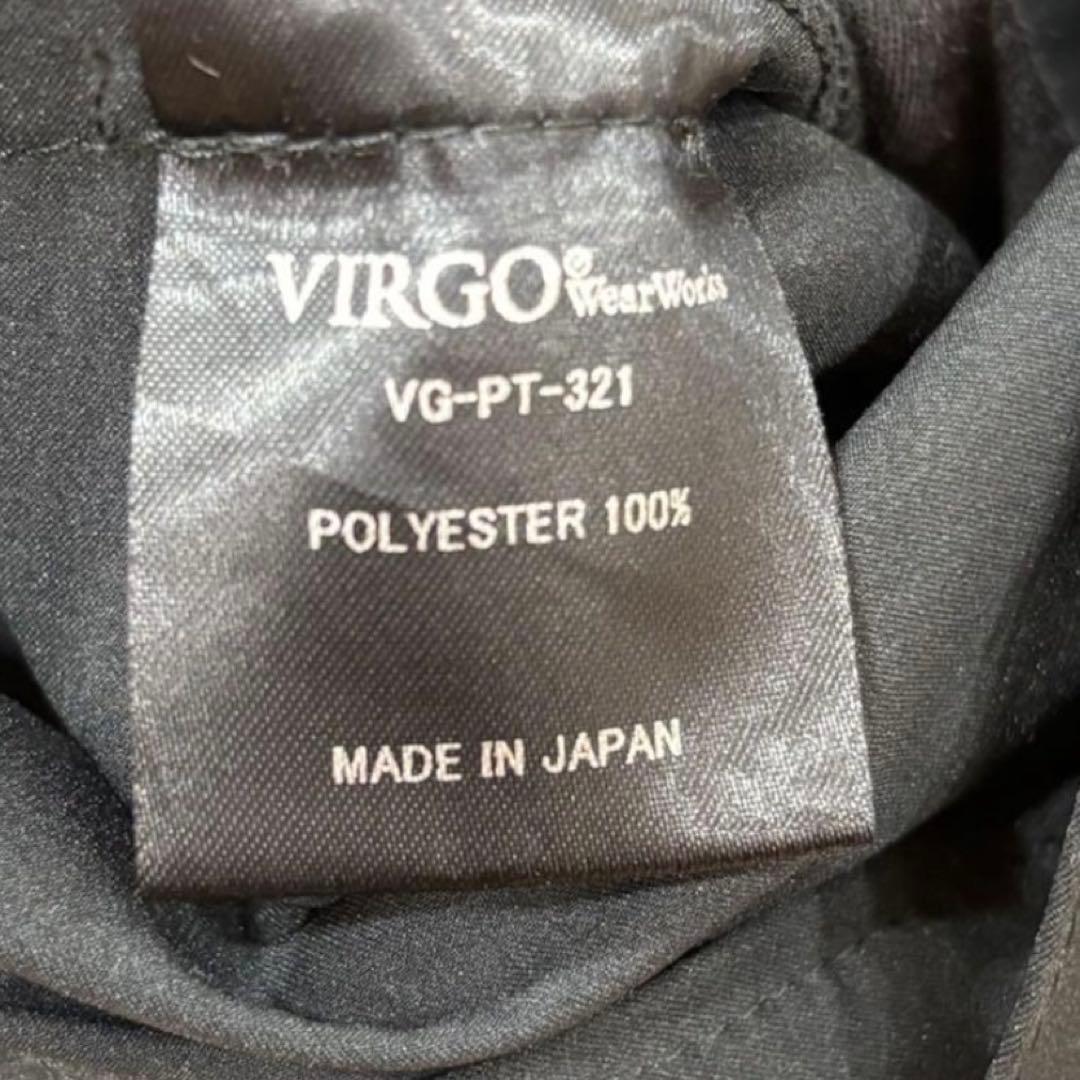 VIRGO WearWorks
VG-PT-321
POLYESTER 100%
MADE IN JAPAN